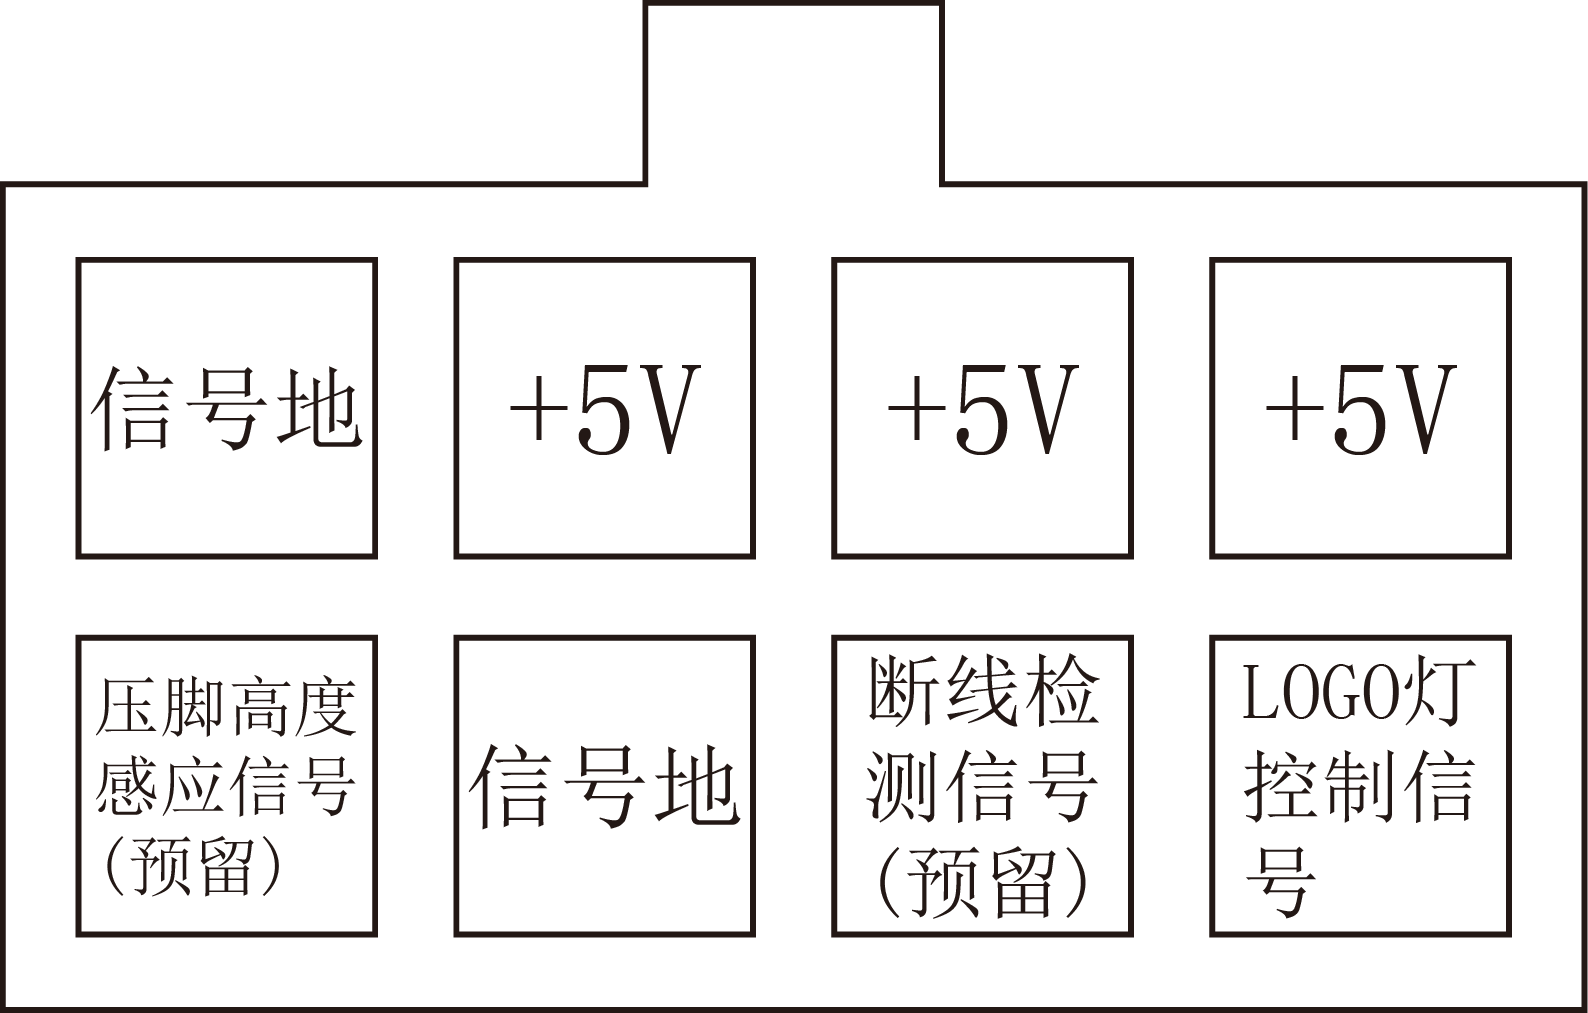 信号地
+5V
+5V
+5V
压脚高度
感应信号
(预留)
信号地
断线检
测信号
(预留)
LOGO灯
控制信
号